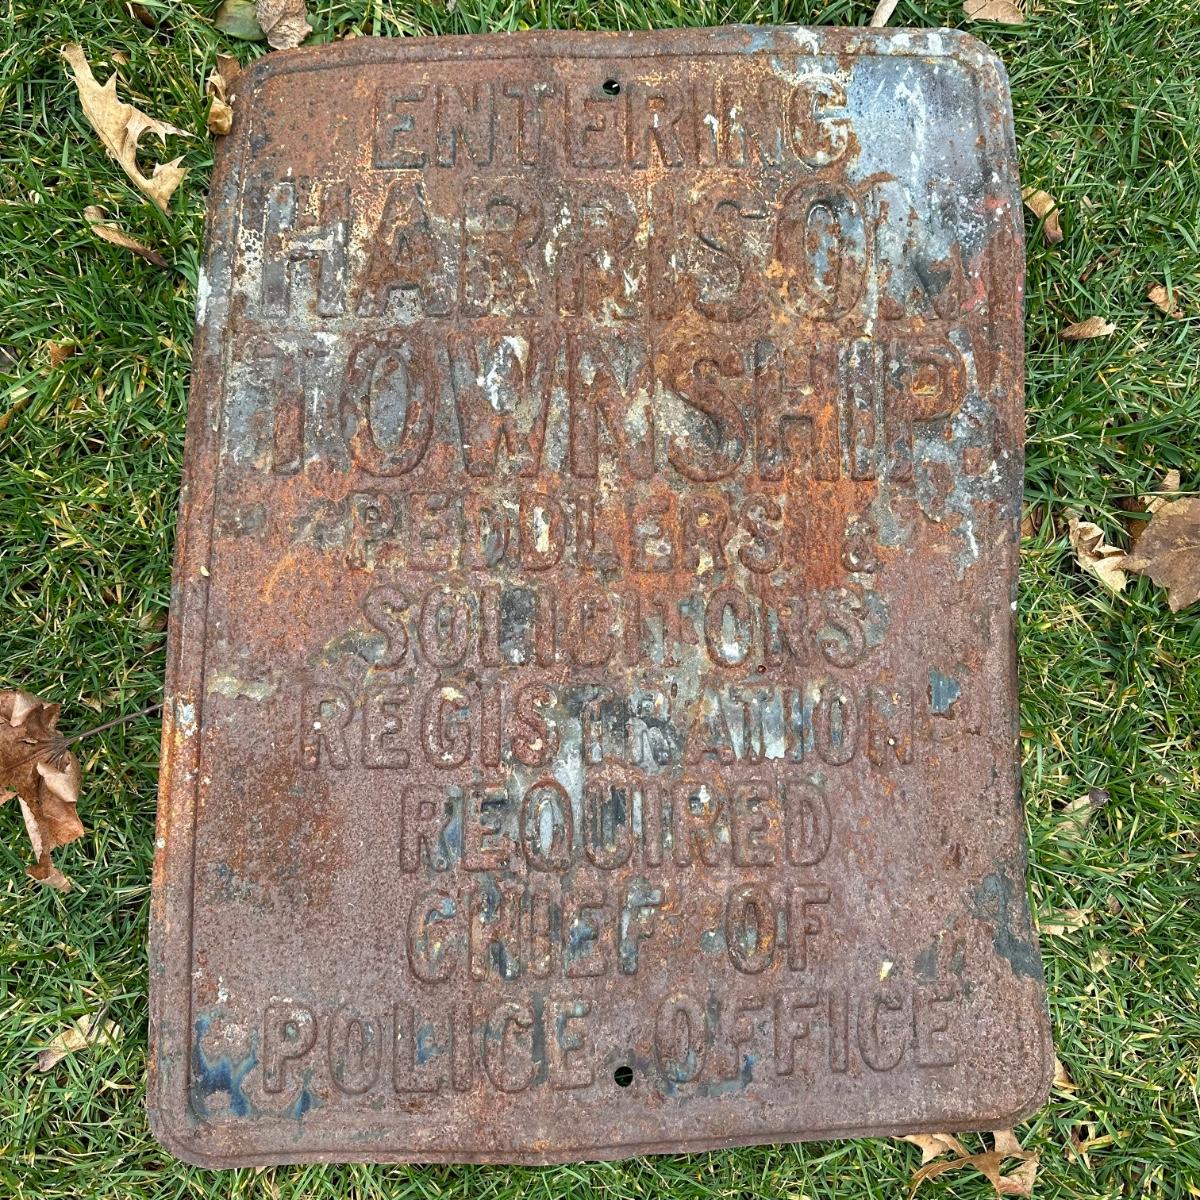 ENTERING
HARRISON
TOWNSHIP
PEDDLERS &
SOLICITORS
REGISTRATION
REQUIRED
CHIEF OF
POLICE OFFICE